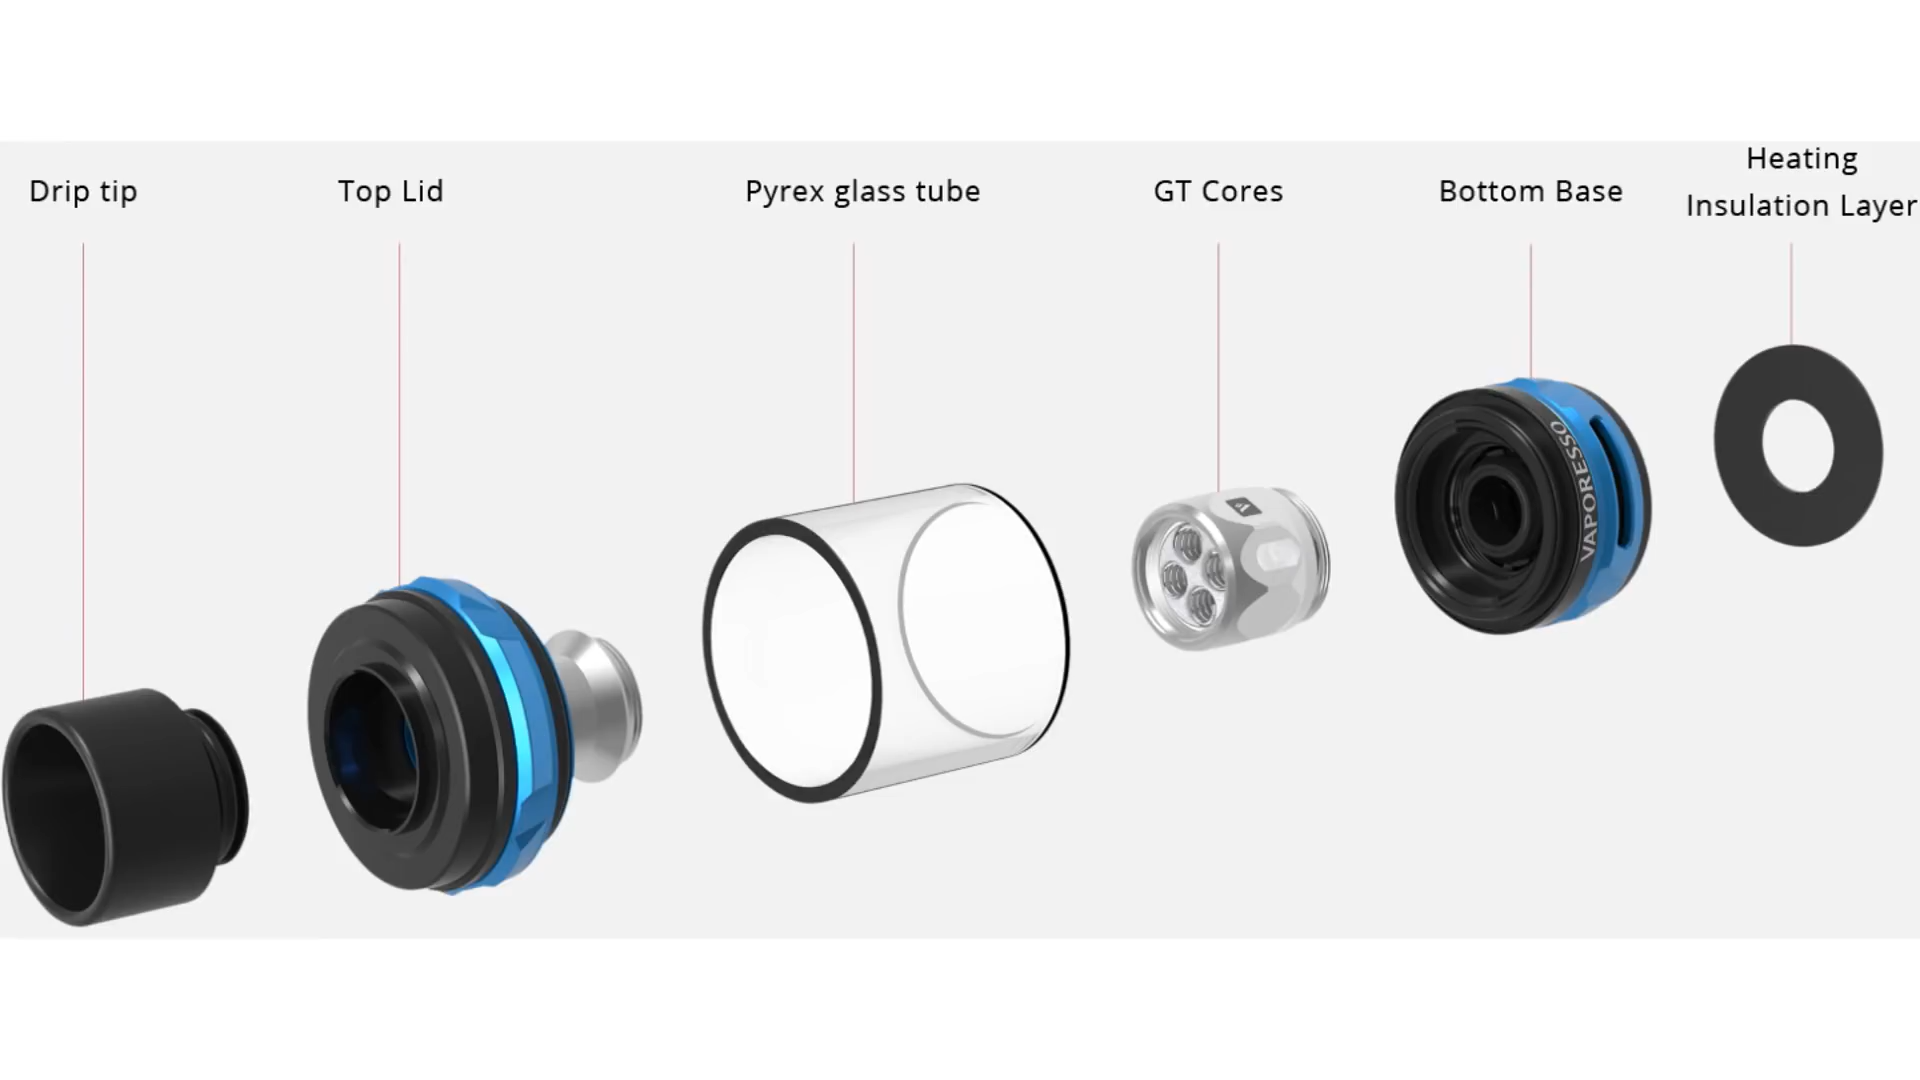 Drip tip
Top Lid
Pyrex glass tube
GT Cores
Bottom Base
Heating
Insulation Layer
VAPORESSO